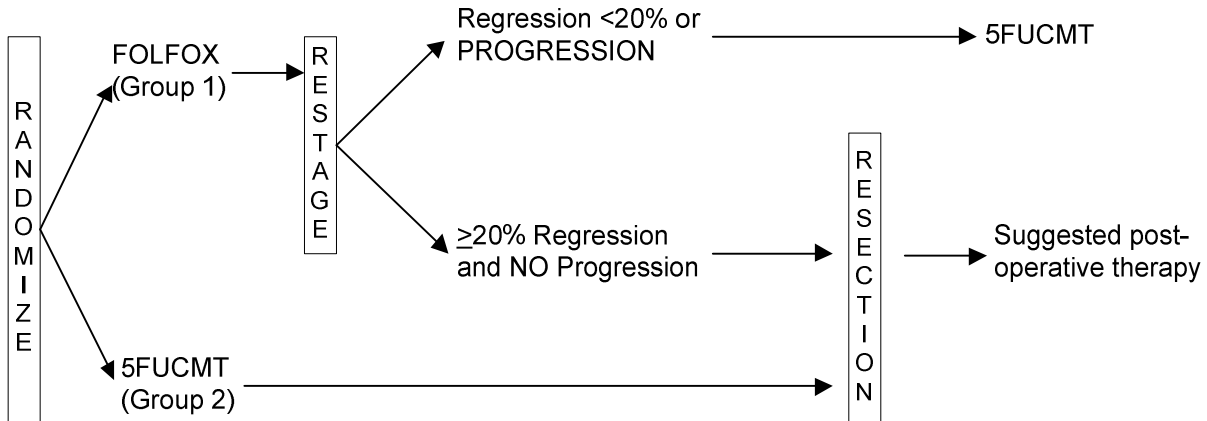 RANDOMIZE
FOLFOX
(Group 1)
RESTAGE
Regression <20% or
PROGRESSION
5FUCMT
≥20% Regression
and NO Progression
RESECTION
Suggested post-
operative therapy
5FUCMT
(Group 2)